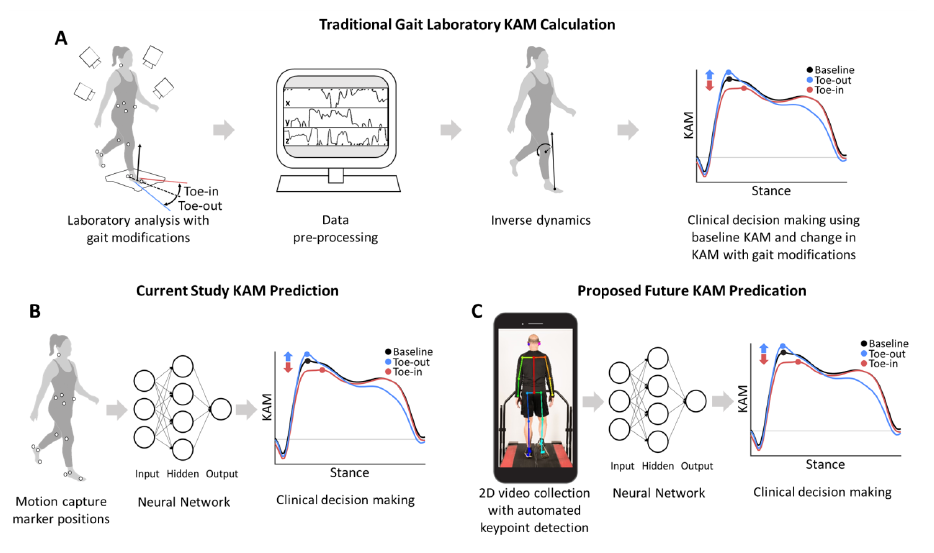 Traditional Gait Laboratory KAM Calculation
A
X
Y
Z
Toe-in
Toe-out
Laboratory analysis with
gait modifications
Data
pre-processing
Inverse dynamics
KAM
Baseline
Toe-out
Toe-in
Stance
Clinical decision making using
baseline KAM and change in
KAM with gait modifications
Current Study KAM Prediction
B
Motion capture
marker positions
Input Hidden Output
Neural Network
KAM
Baseline
Toe-out
Toe-in
Stance
Clinical decision making
Proposed Future KAM Predication
C
2D video collection
with automated
keypoint detection
Input Hidden Output
Neural Network
KAM
Baseline
Toe-out
Toe-in
Stance
Clinical decision making